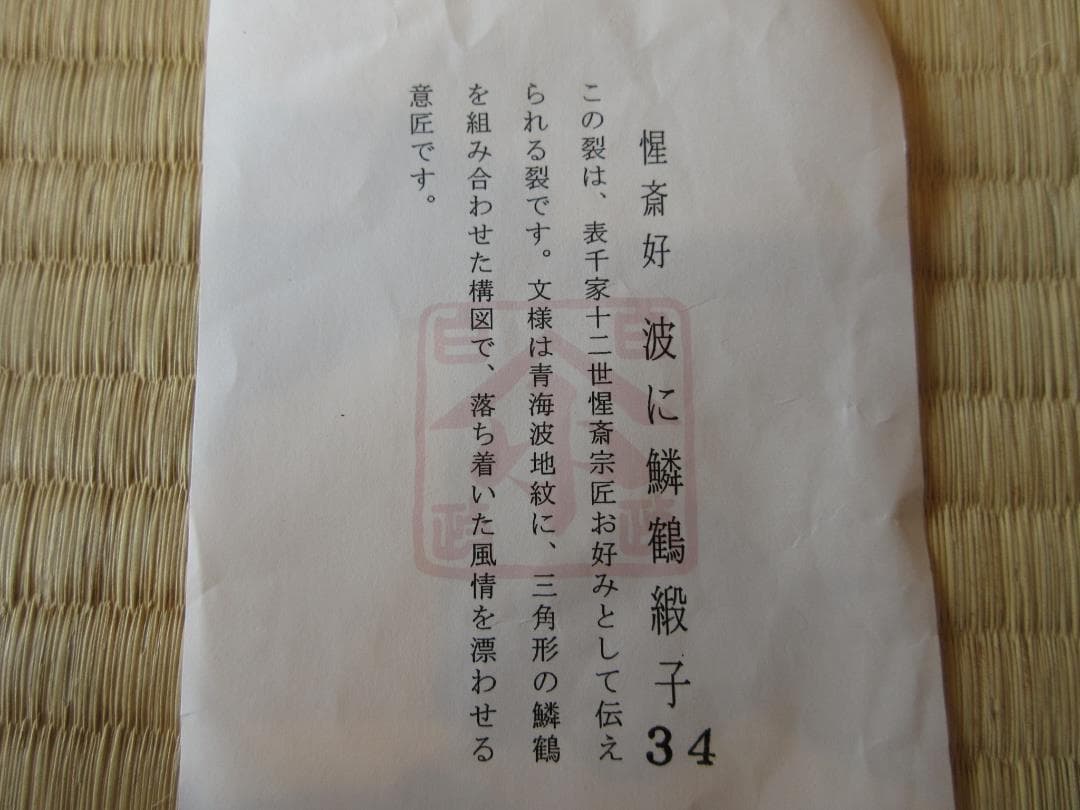 惺斎好 波に鱗鶴緞子34
この裂は、表千家十二世惺斎宗匠お好みとして伝え
られる裂です。文様は青海波地紋に、三角形の鱗鶴
を組み合わせた構図で、落ち着いた風情を漂わせる
意匠です。